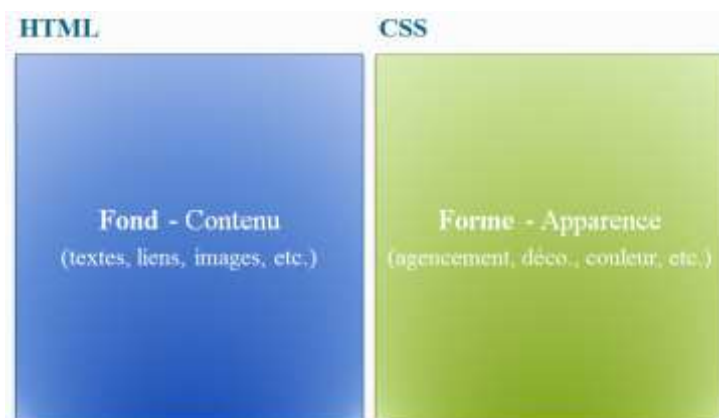 HTML
CSS
Fond - Contenu
(textes, liens, images, etc.)
Forme - Apparence
(agencement, déco., couleur, etc.)